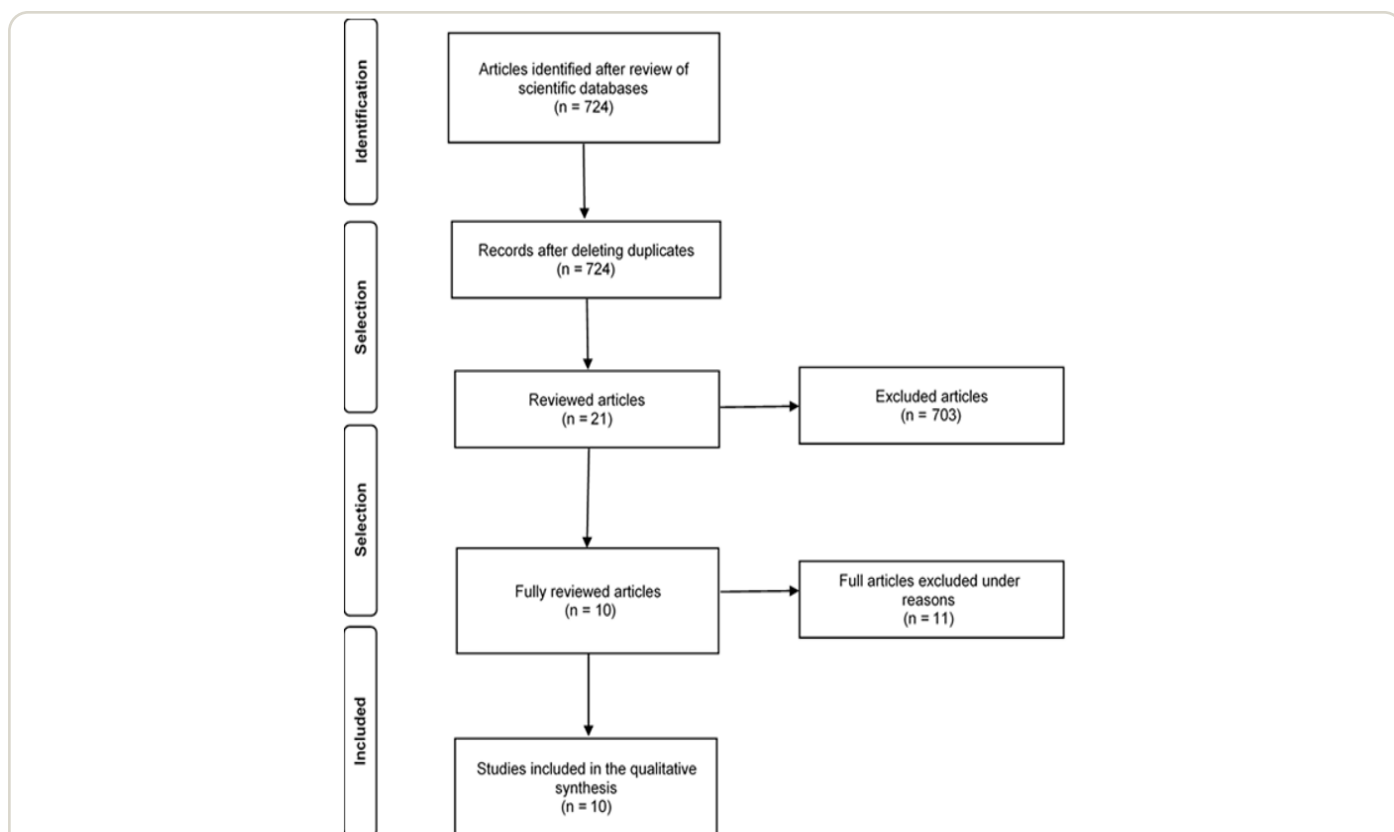 Identification
Articles identified after review of
scientific databases
(n = 724)
Selection
Records after deleting duplicates
(n = 724)
Reviewed articles
(n = 21)
Excluded articles
(n = 703)
Selection
Fully reviewed articles
(n = 10)
Full articles excluded under
reasons
(n = 11)
Included
Studies included in the qualitative
synthesis
(n = 10)